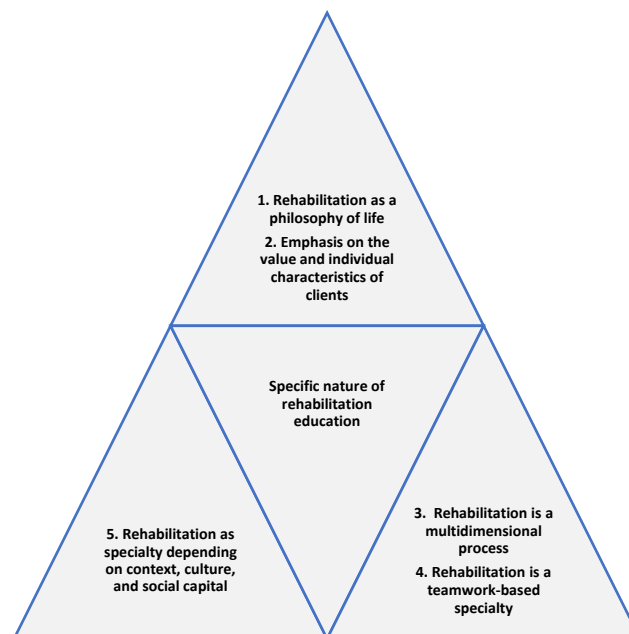 1. Rehabilitation as a
philosophy of life
2. Emphasis on the
value and individual
characteristics of
clients
Specific nature of
rehabilitation
education
3. Rehabilitation is a
multidimensional
process
4. Rehabilitation is a
teamwork-based
specialty
5. Rehabilitation as
specialty depending
on context, culture,
and social capital